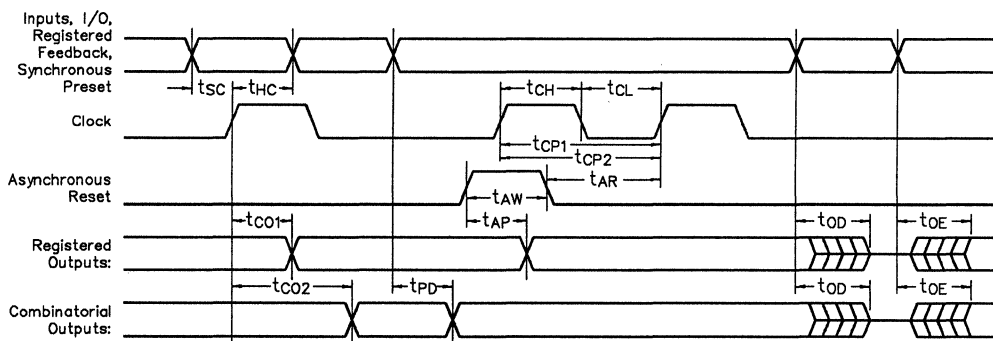 Inputs, I/O,
Registered
Feedback,
Synchronous
Preset
tSC
tHC
tCH
tCL
Clock
tCP1
tCP2
tAR
Asynchronous
Reset
tAW
tCO1
tAP
tOD
tOE
Registered
Outputs:
tCO2
tPD
tOD
tOE
Combinatorial
Outputs: